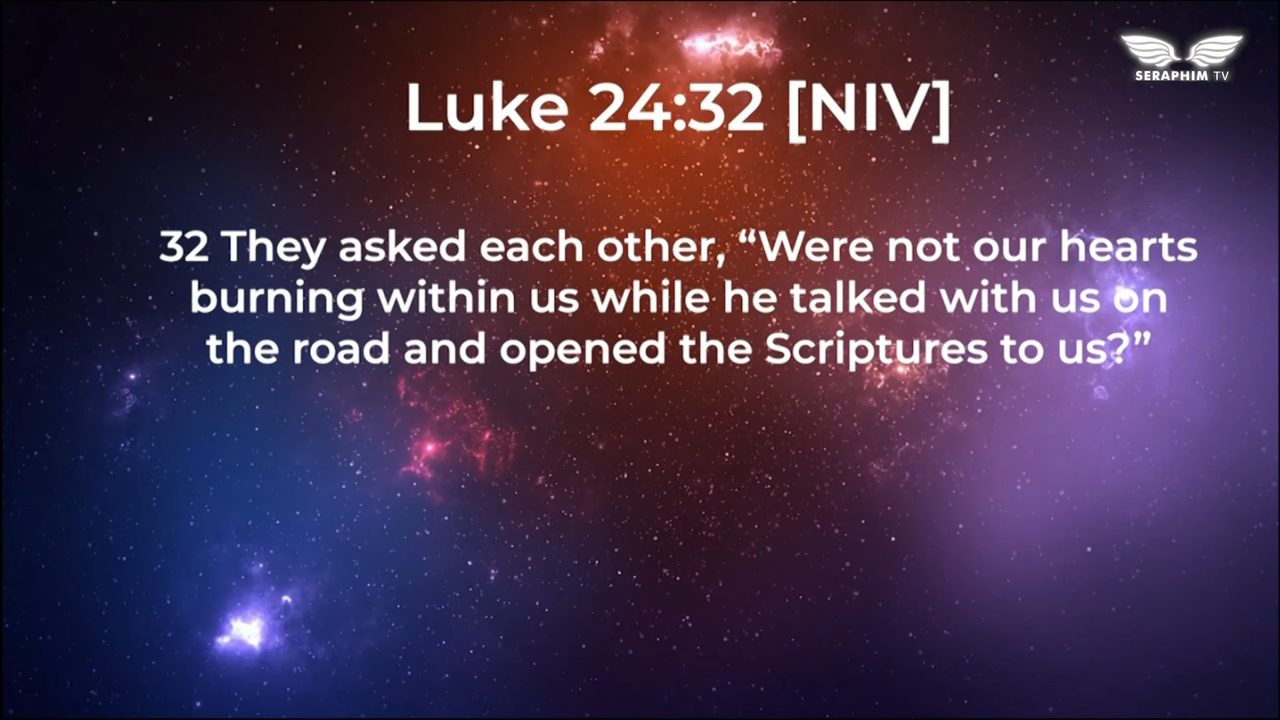 SERAPHIM TV
Luke 24:32 [NIV]
32 They asked each other, “Were not our hearts
burning within us while he talked with us on
the road and opened the Scriptures to us?”